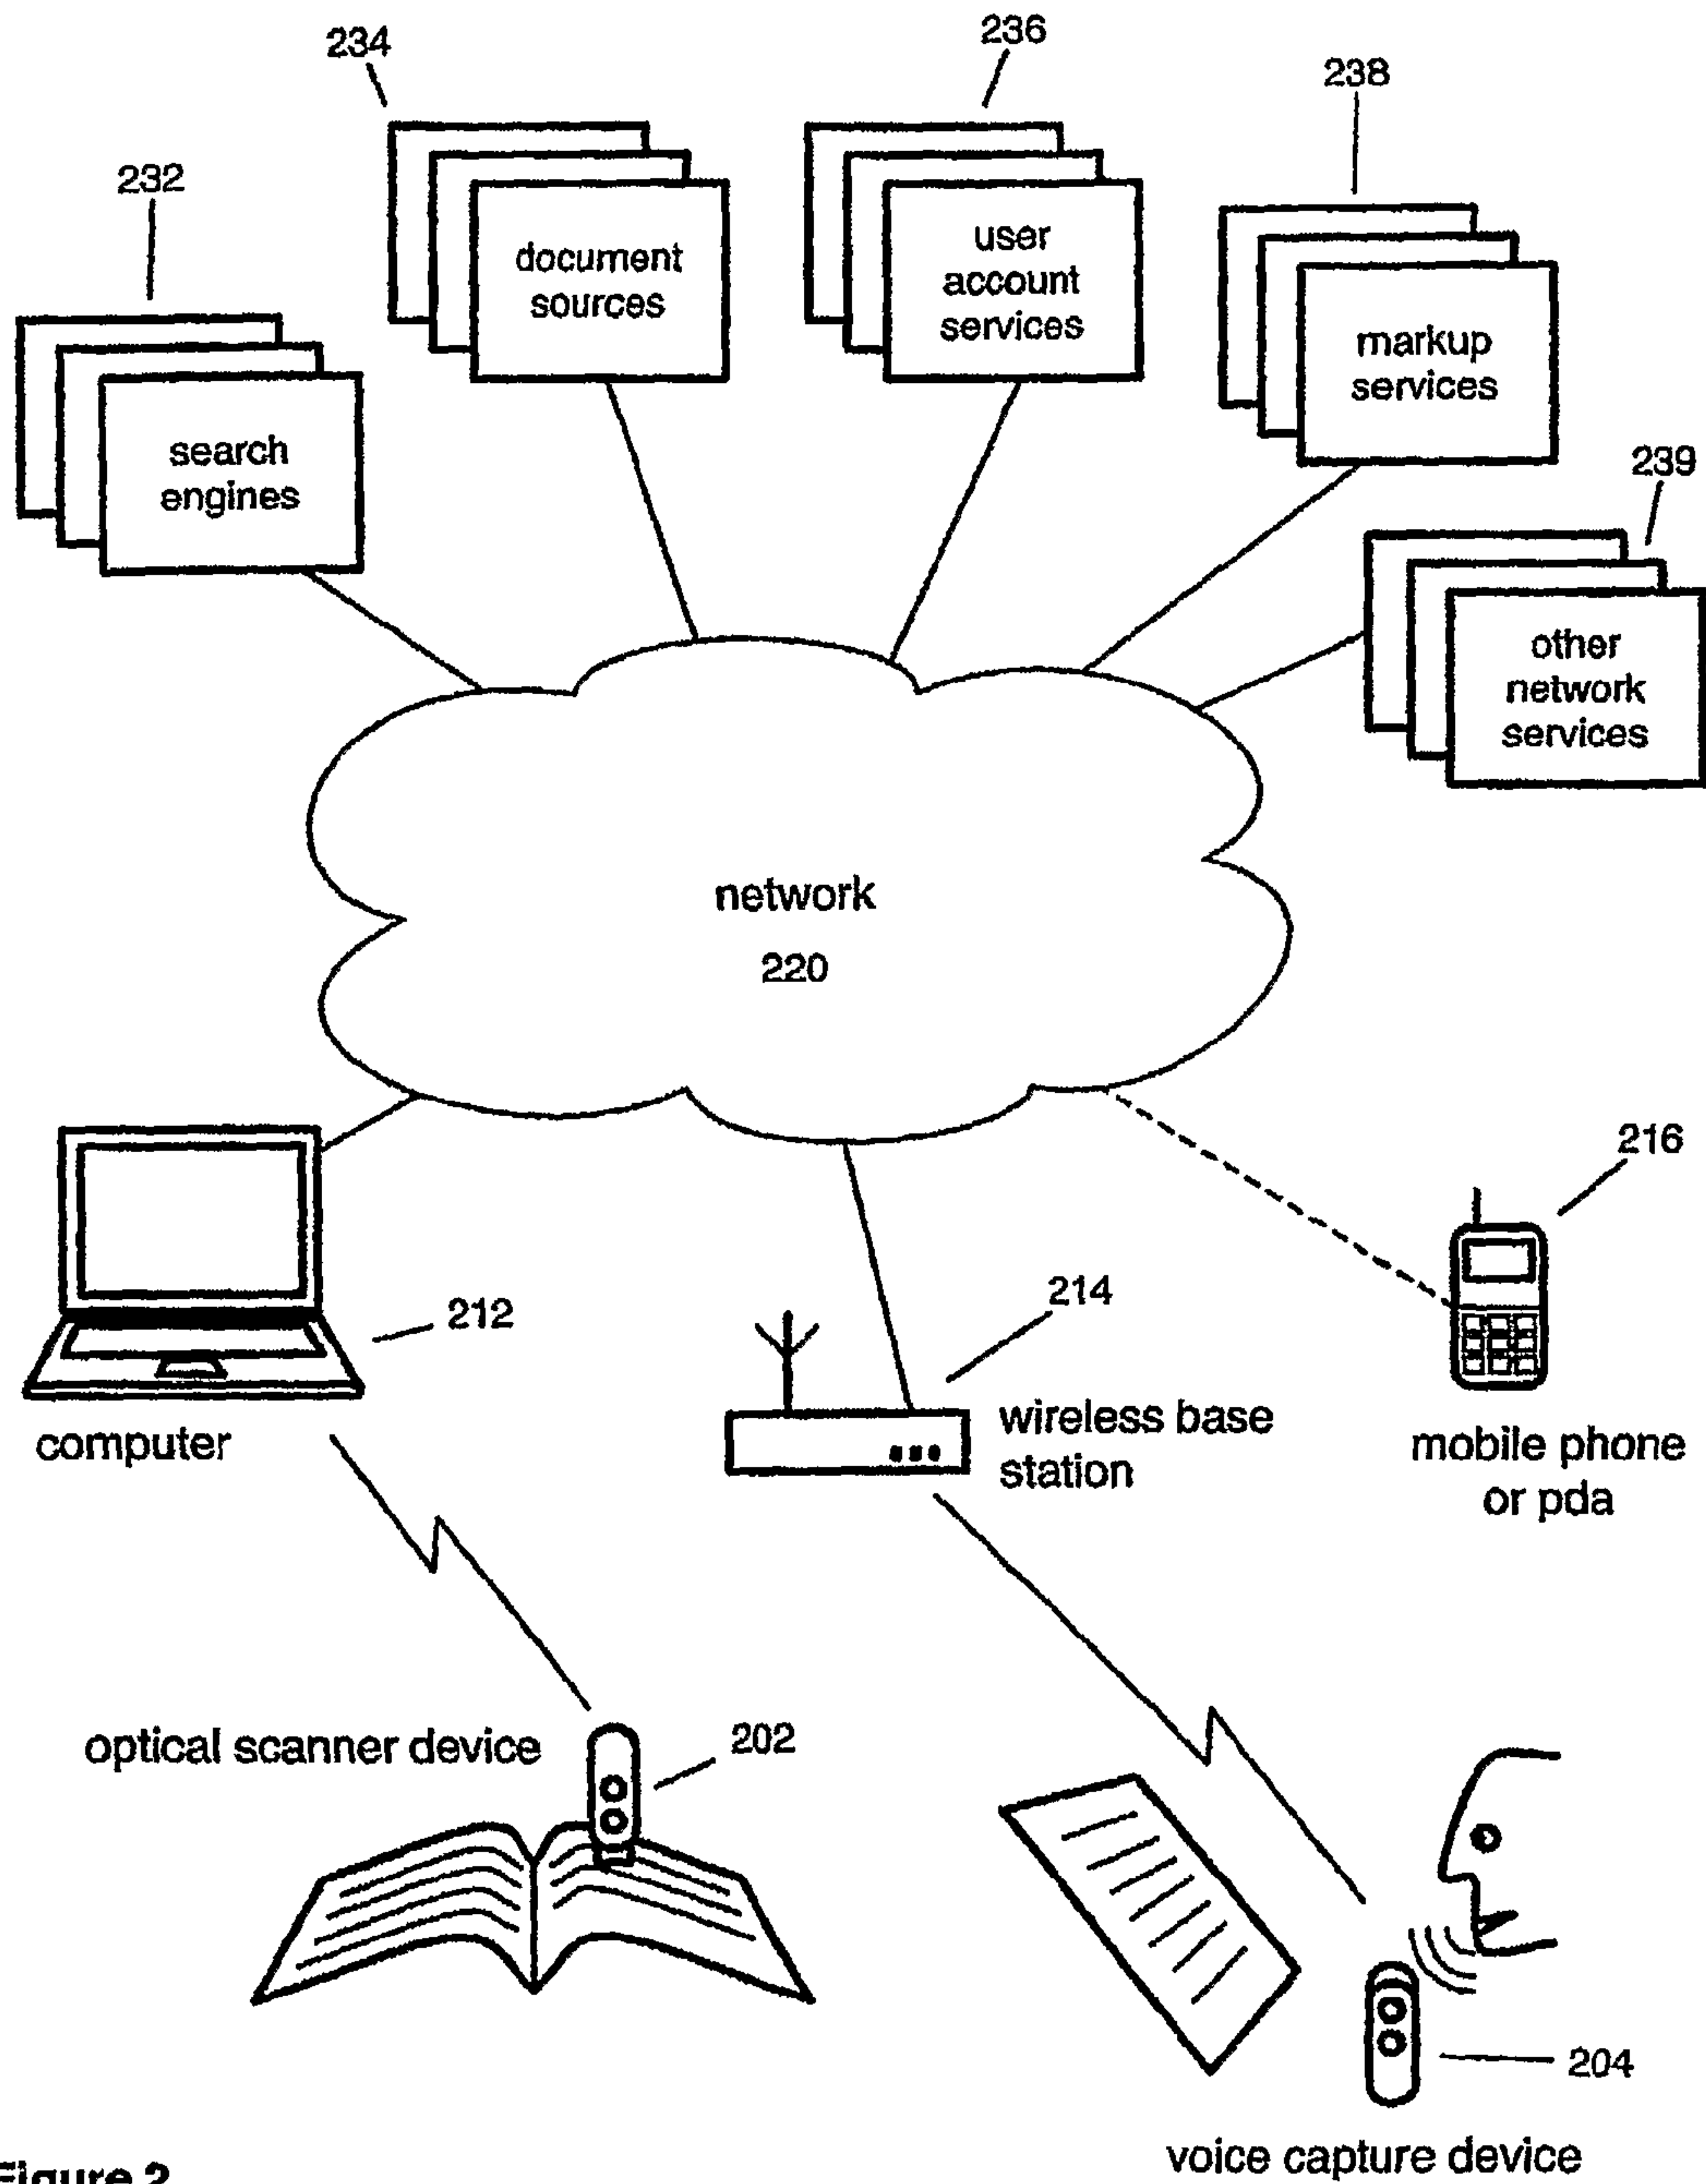 234
236
238
232
document
sources
user
account
services
markup
services
search
engines
239
other
network
services
network
220
216
214
212
computer
wireless base
station
mobile phone
or pda
optical scanner device
202
204
voice capture device
Figure 2